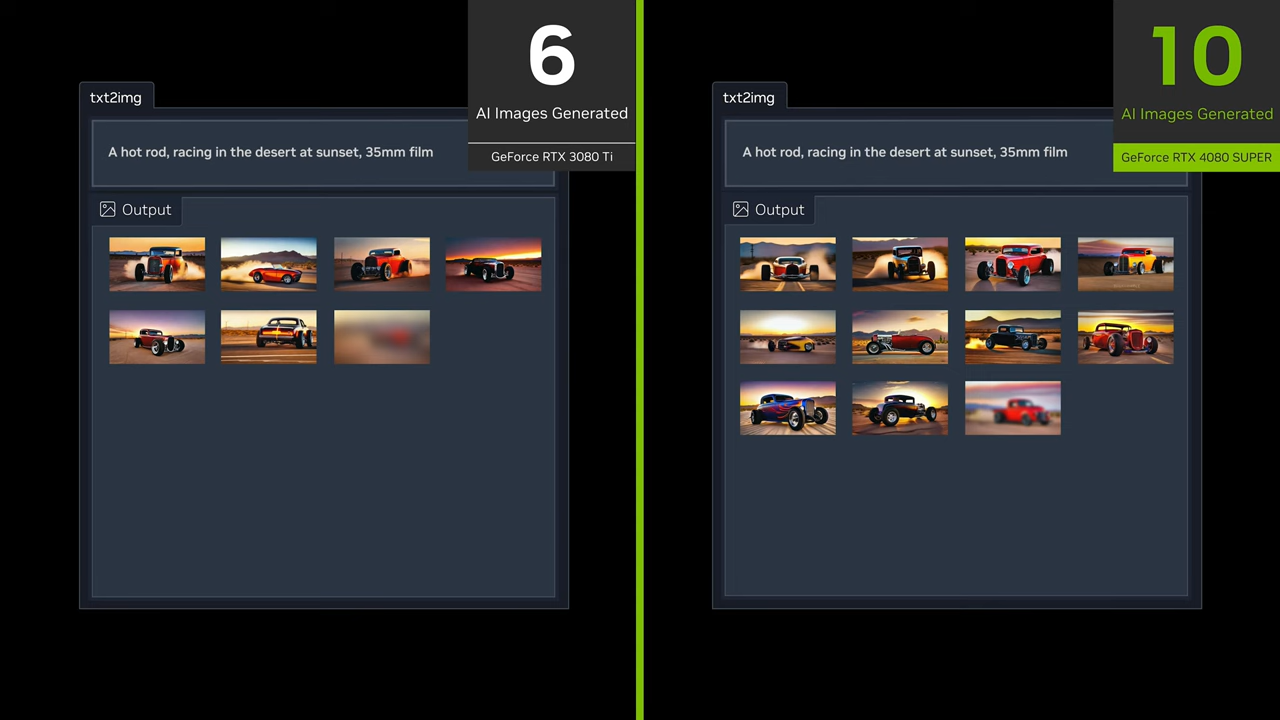 6
AI Images Generated
GeForce RTX 3080 Ti
txt2img
A hot rod, racing in the desert at sunset, 35mm film
Output
10
AI Images Generated
GeForce RTX 4080 SUPER
txt2img
A hot rod, racing in the desert at sunset, 35mm film
Output